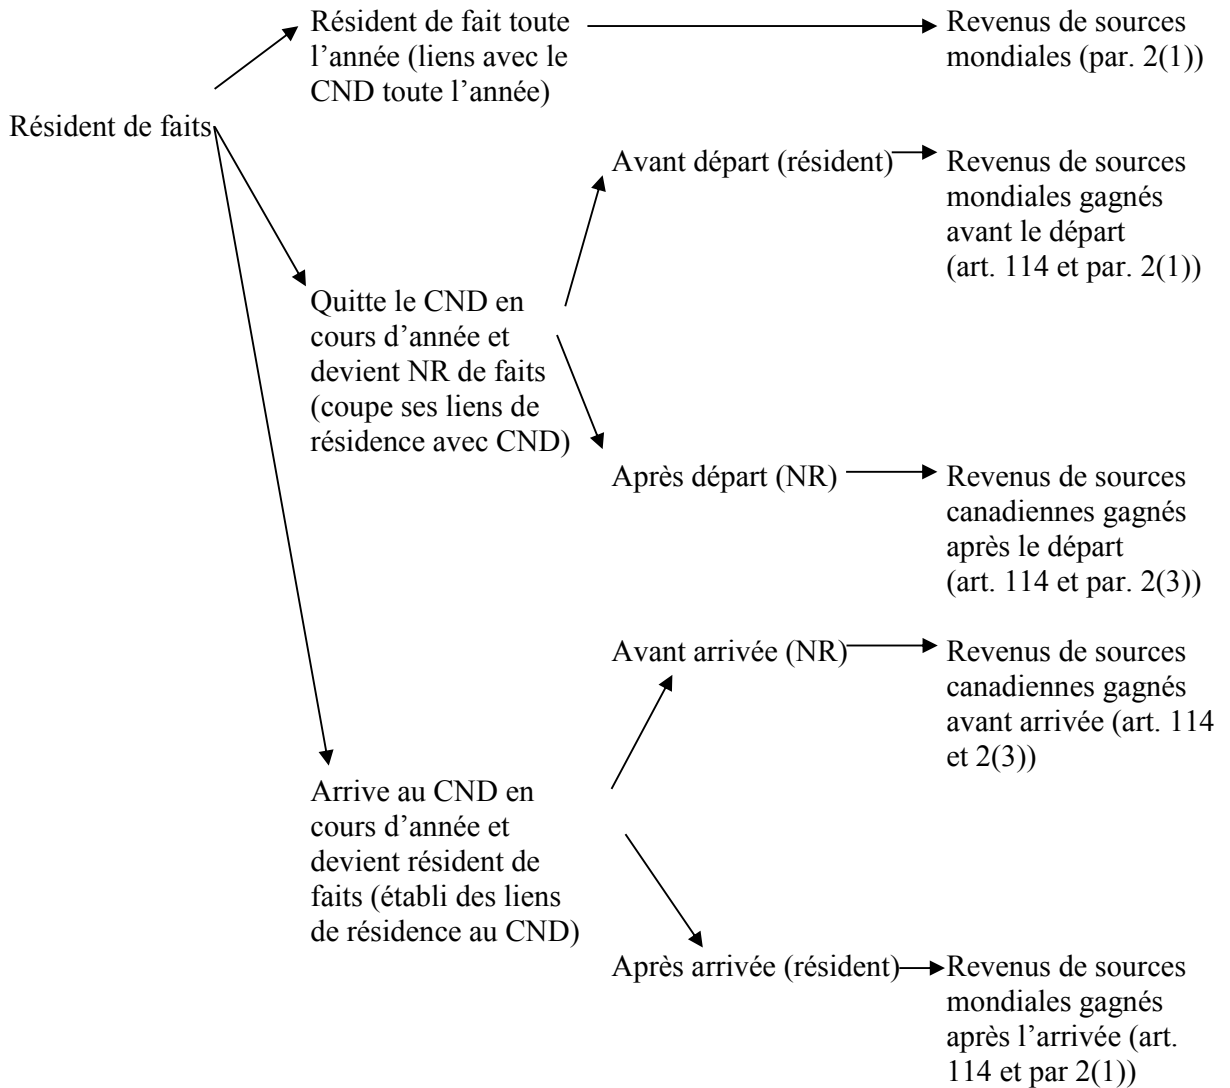 Résident de fait toute
l’année (liens avec le
CND toute l’année)
Revenus de sources
mondiales (par. 2(1))
Résident de faits
Avant départ (résident)
Revenus de sources
mondiales gagnés
avant le départ
(art. 114 et par. 2(1))
Quitte le CND en
cours d’année et
devient NR de faits
(coupe ses liens de
résidence avec CND)
Après départ (NR)
Revenus de sources
canadiennes gagnés
après le départ
(art. 114 et par. 2(3))
Avant arrivée (NR)
Revenus de sources
canadiennes gagnés
avant arrivée (art. 114
et 2(3))
Arrive au CND en
cours d’année et
devient résident de
faits (établi des liens
de résidence au CND)
Après arrivée (résident)
Revenus de sources
mondiales gagnés
après l’arrivée (art.
114 et par 2(1))